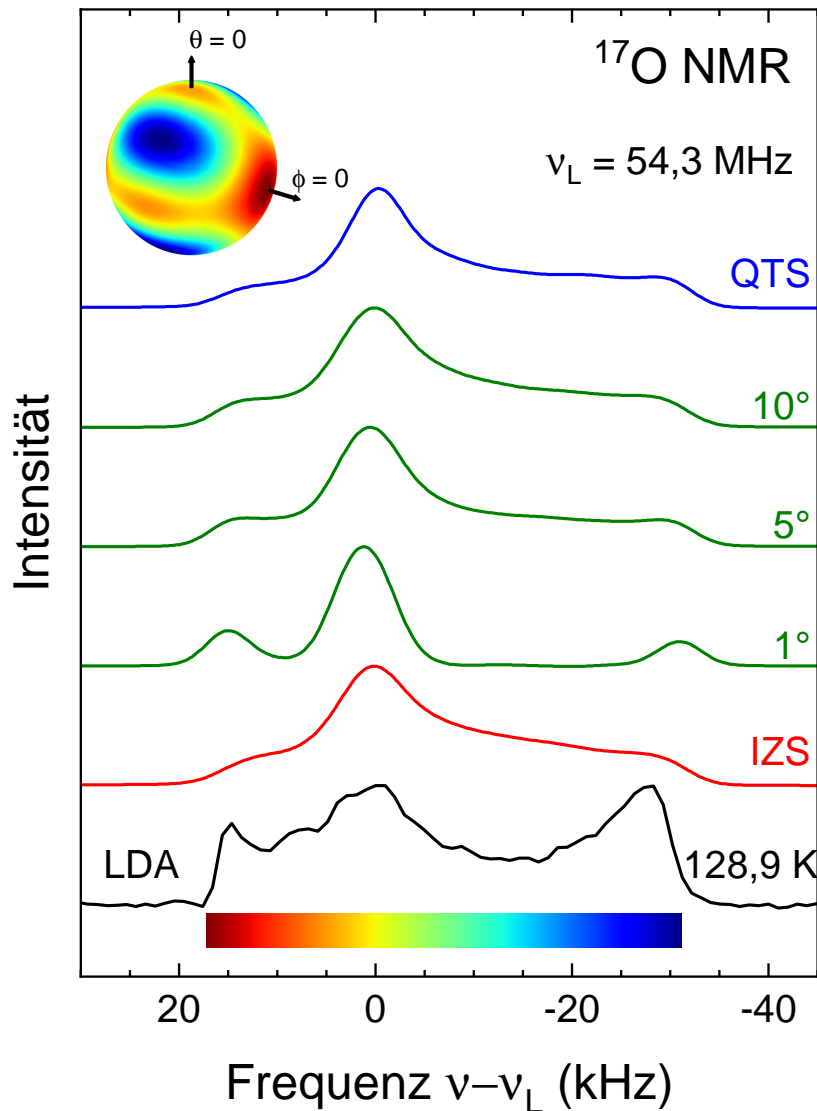 θ = 0
¹⁷O NMR
ν_L = 54,3 MHz
ϕ = 0
QTS
10°
5°
1°
IZS
LDA
128,9 K
Intensität
20
0
-20
-40
Frequenz ν–ν_L (kHz)